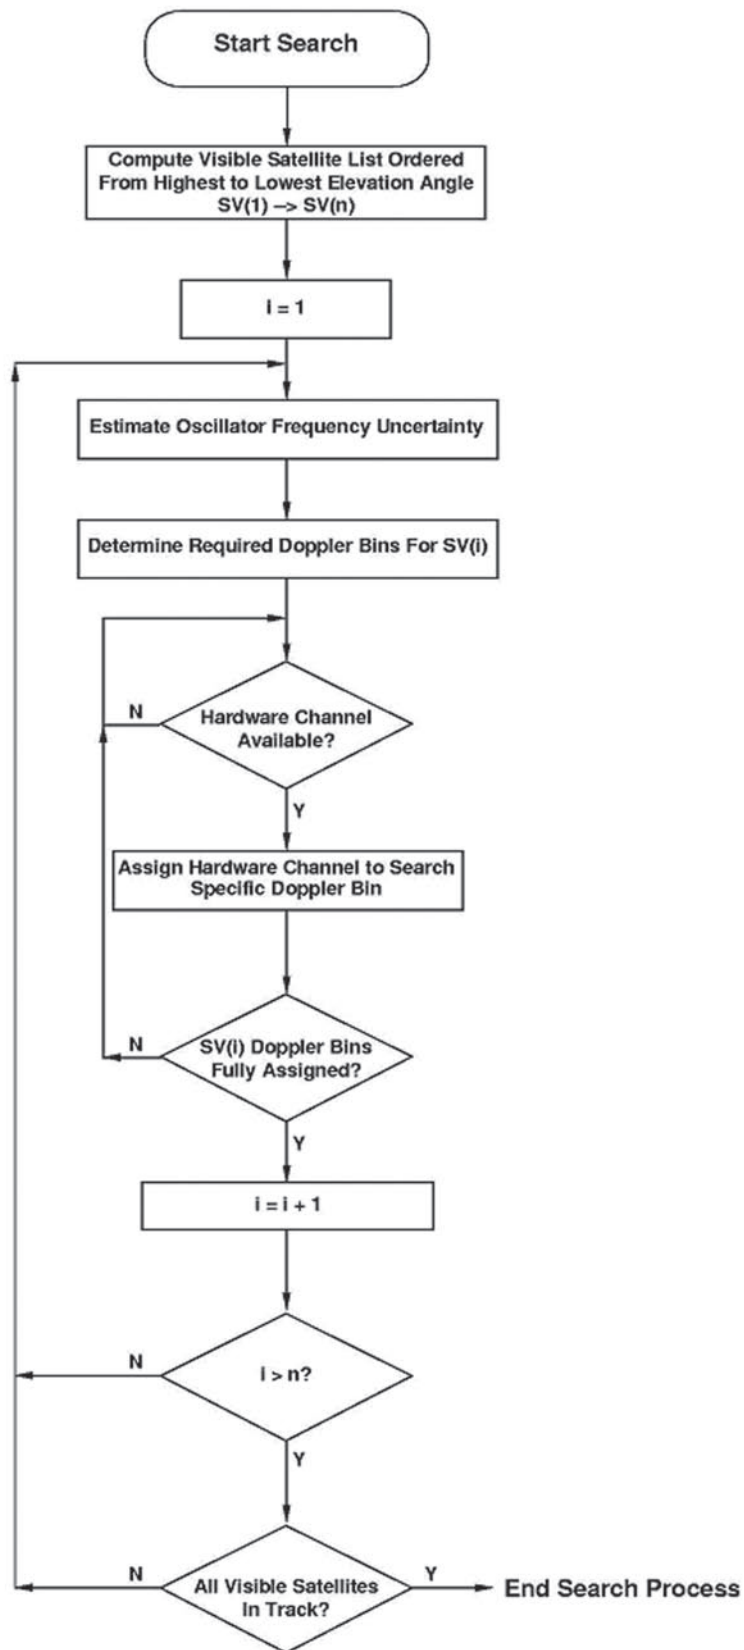 Start Search
Compute Visible Satellite List Ordered
From Highest to Lowest Elevation Angle
SV(1) –> SV(n)
i = 1
Estimate Oscillator Frequency Uncertainty
Determine Required Doppler Bins For SV(i)
N
Hardware Channel
Available?
Y
Assign Hardware Channel to Search
Specific Doppler Bin
N
SV(i) Doppler Bins
Fully Assigned?
Y
i = i + 1
N
i > n?
Y
N
All Visible Satellites
In Track?
Y
End Search Process